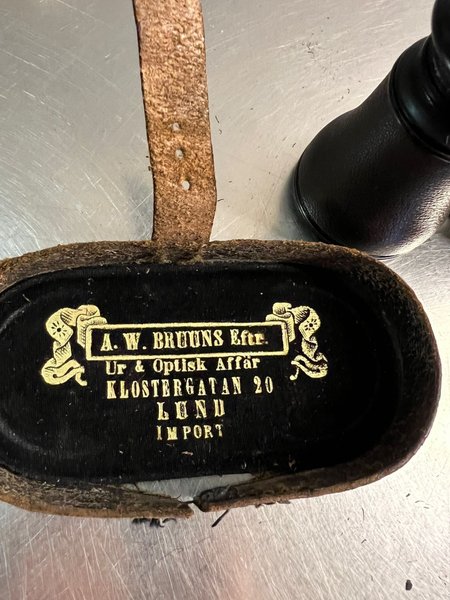 A. W. BRUUNS Eftr.
Ur & Optisk Affär
KLOSTERGATAN 20
LUND
IMPORT